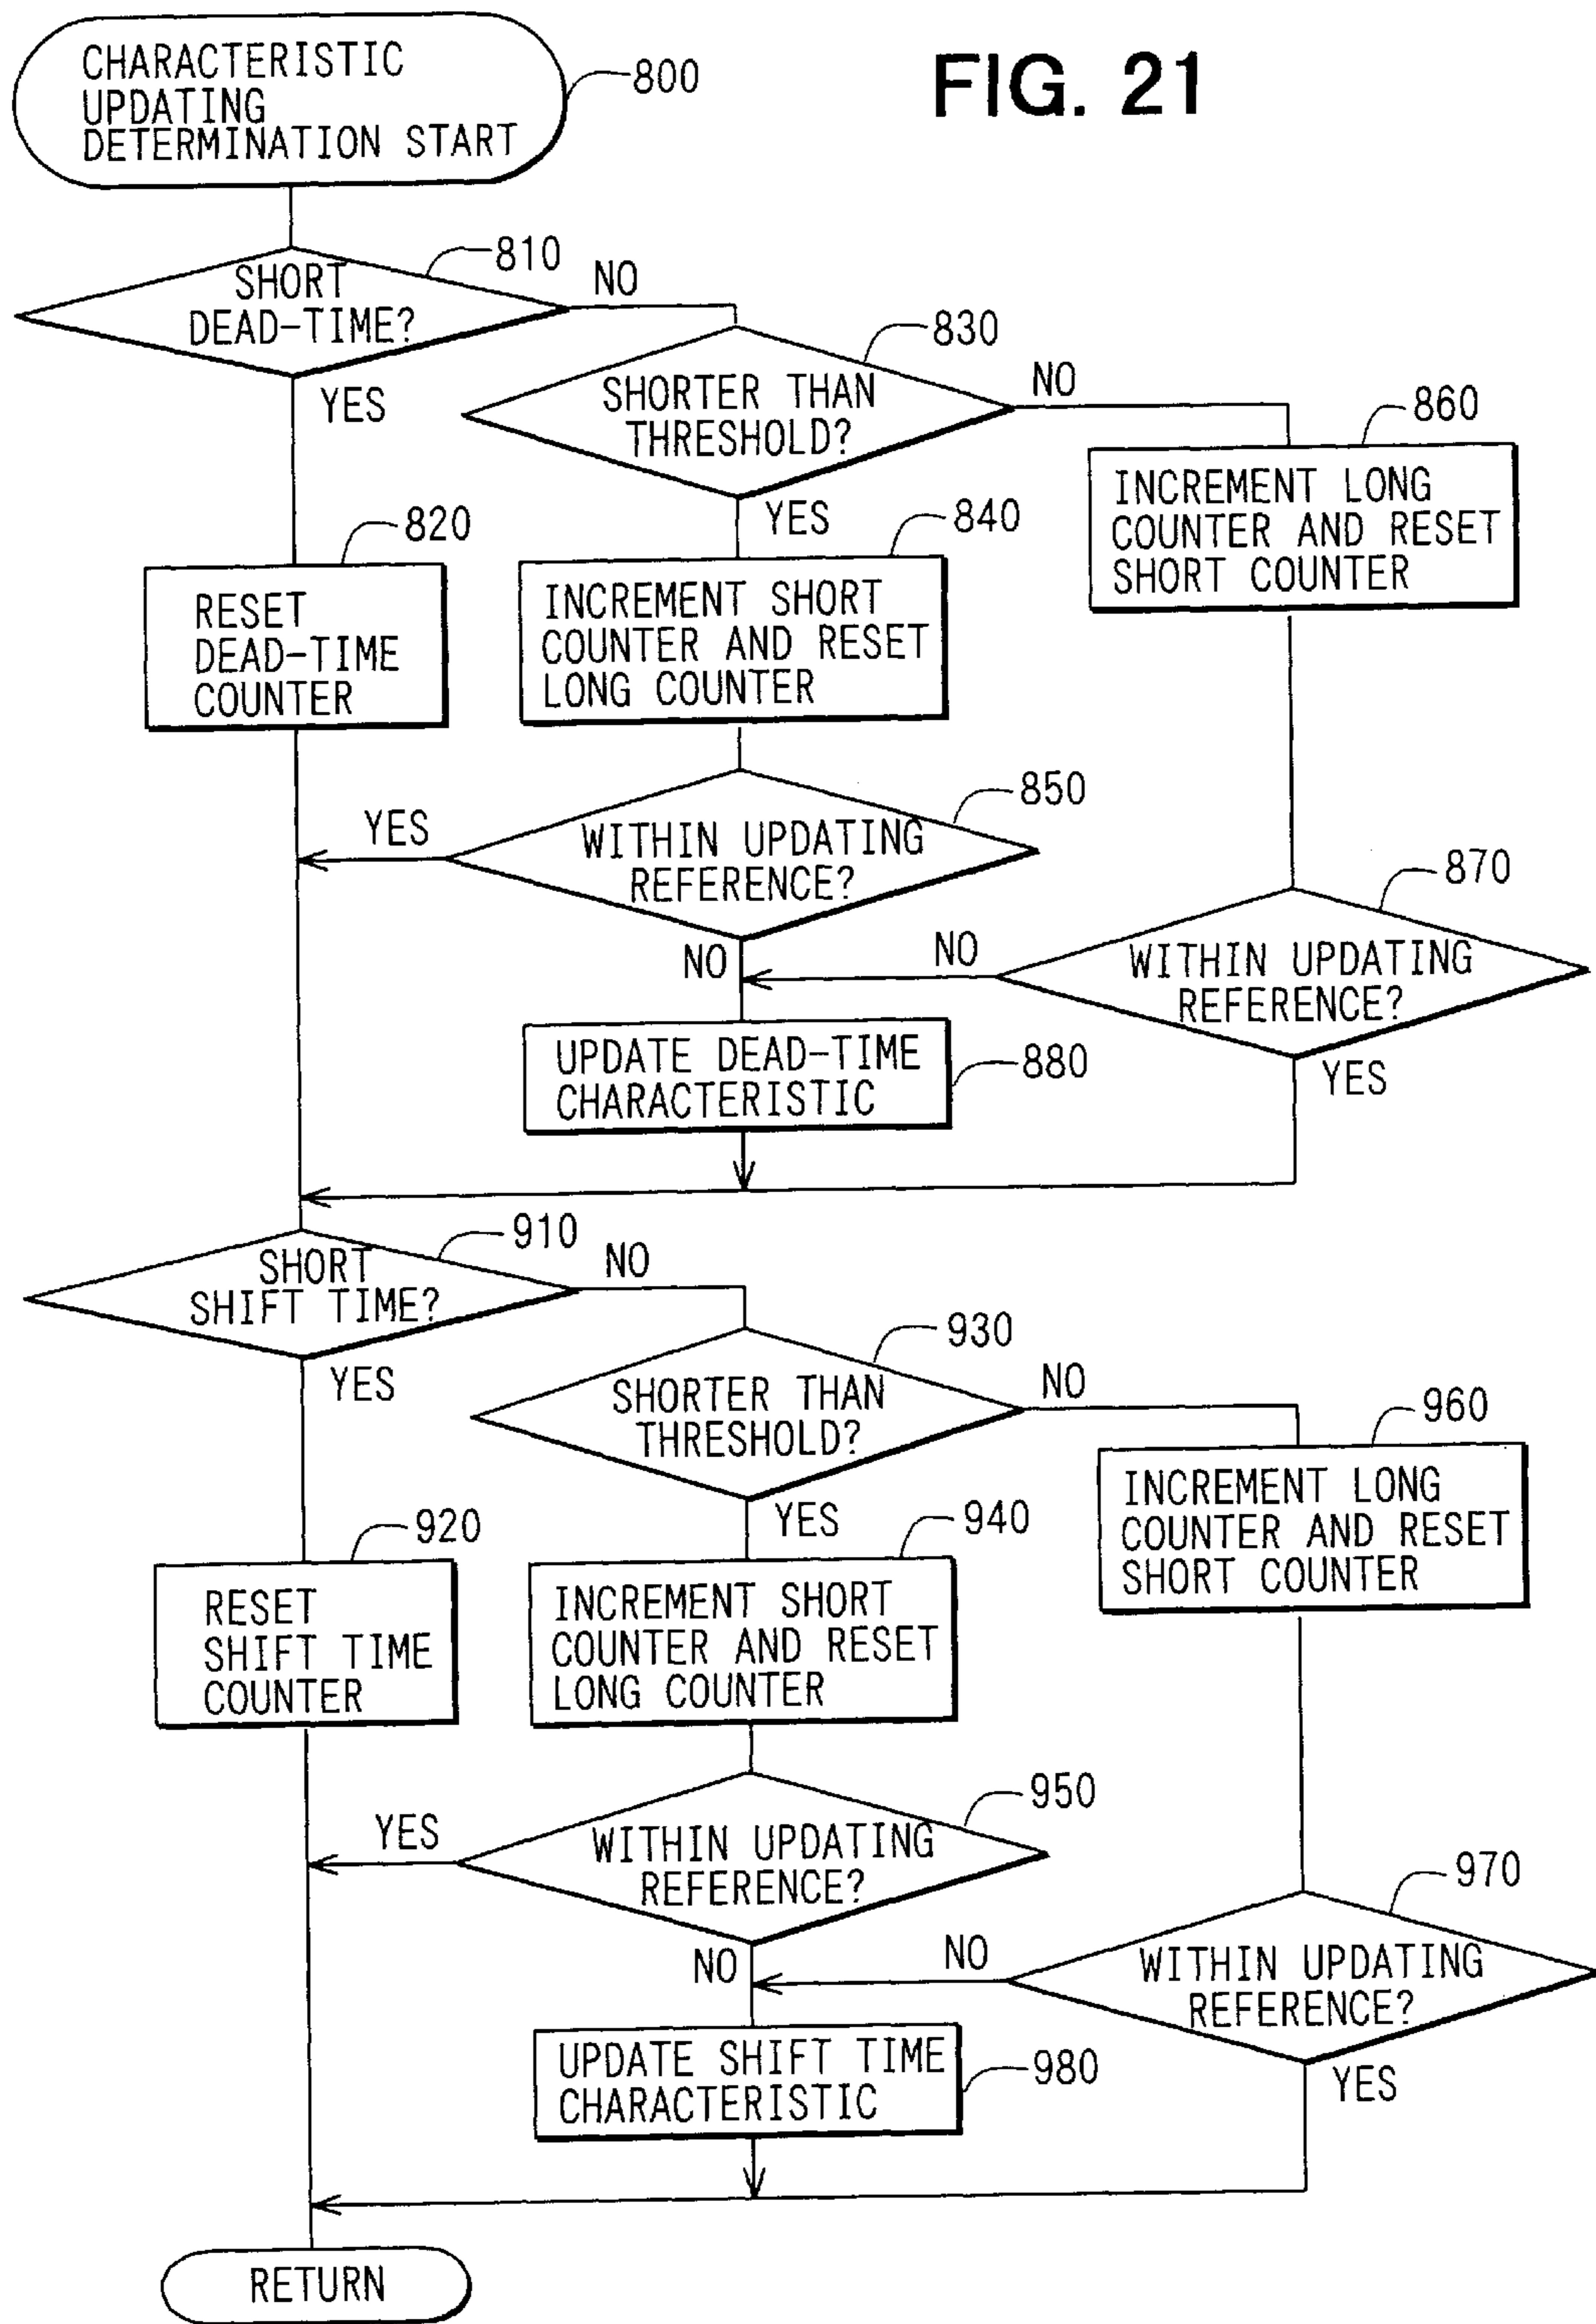 FIG. 21
CHARACTERISTIC
UPDATING
DETERMINATION START
800
SHORT
DEAD-TIME?
810
NO
YES
SHORTER THAN
THRESHOLD?
830
NO
YES
860
INCREMENT LONG
COUNTER AND RESET
SHORT COUNTER
820
RESET
DEAD-TIME
COUNTER
840
INCREMENT SHORT
COUNTER AND RESET
LONG COUNTER
850
YES
WITHIN UPDATING
REFERENCE?
NO
870
NO
WITHIN UPDATING
REFERENCE?
YES
UPDATE DEAD-TIME
CHARACTERISTIC
880
910
SHORT
SHIFT TIME?
NO
YES
930
SHORTER THAN
THRESHOLD?
NO
YES
960
INCREMENT LONG
COUNTER AND RESET
SHORT COUNTER
920
RESET
SHIFT TIME
COUNTER
940
INCREMENT SHORT
COUNTER AND RESET
LONG COUNTER
950
YES
WITHIN UPDATING
REFERENCE?
NO
970
NO
WITHIN UPDATING
REFERENCE?
YES
UPDATE SHIFT TIME
CHARACTERISTIC
980
RETURN